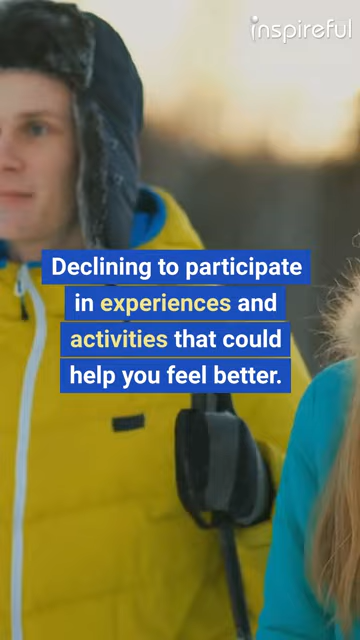 inspireful
Declining to participate
in experiences and
activities that could
help you feel better.